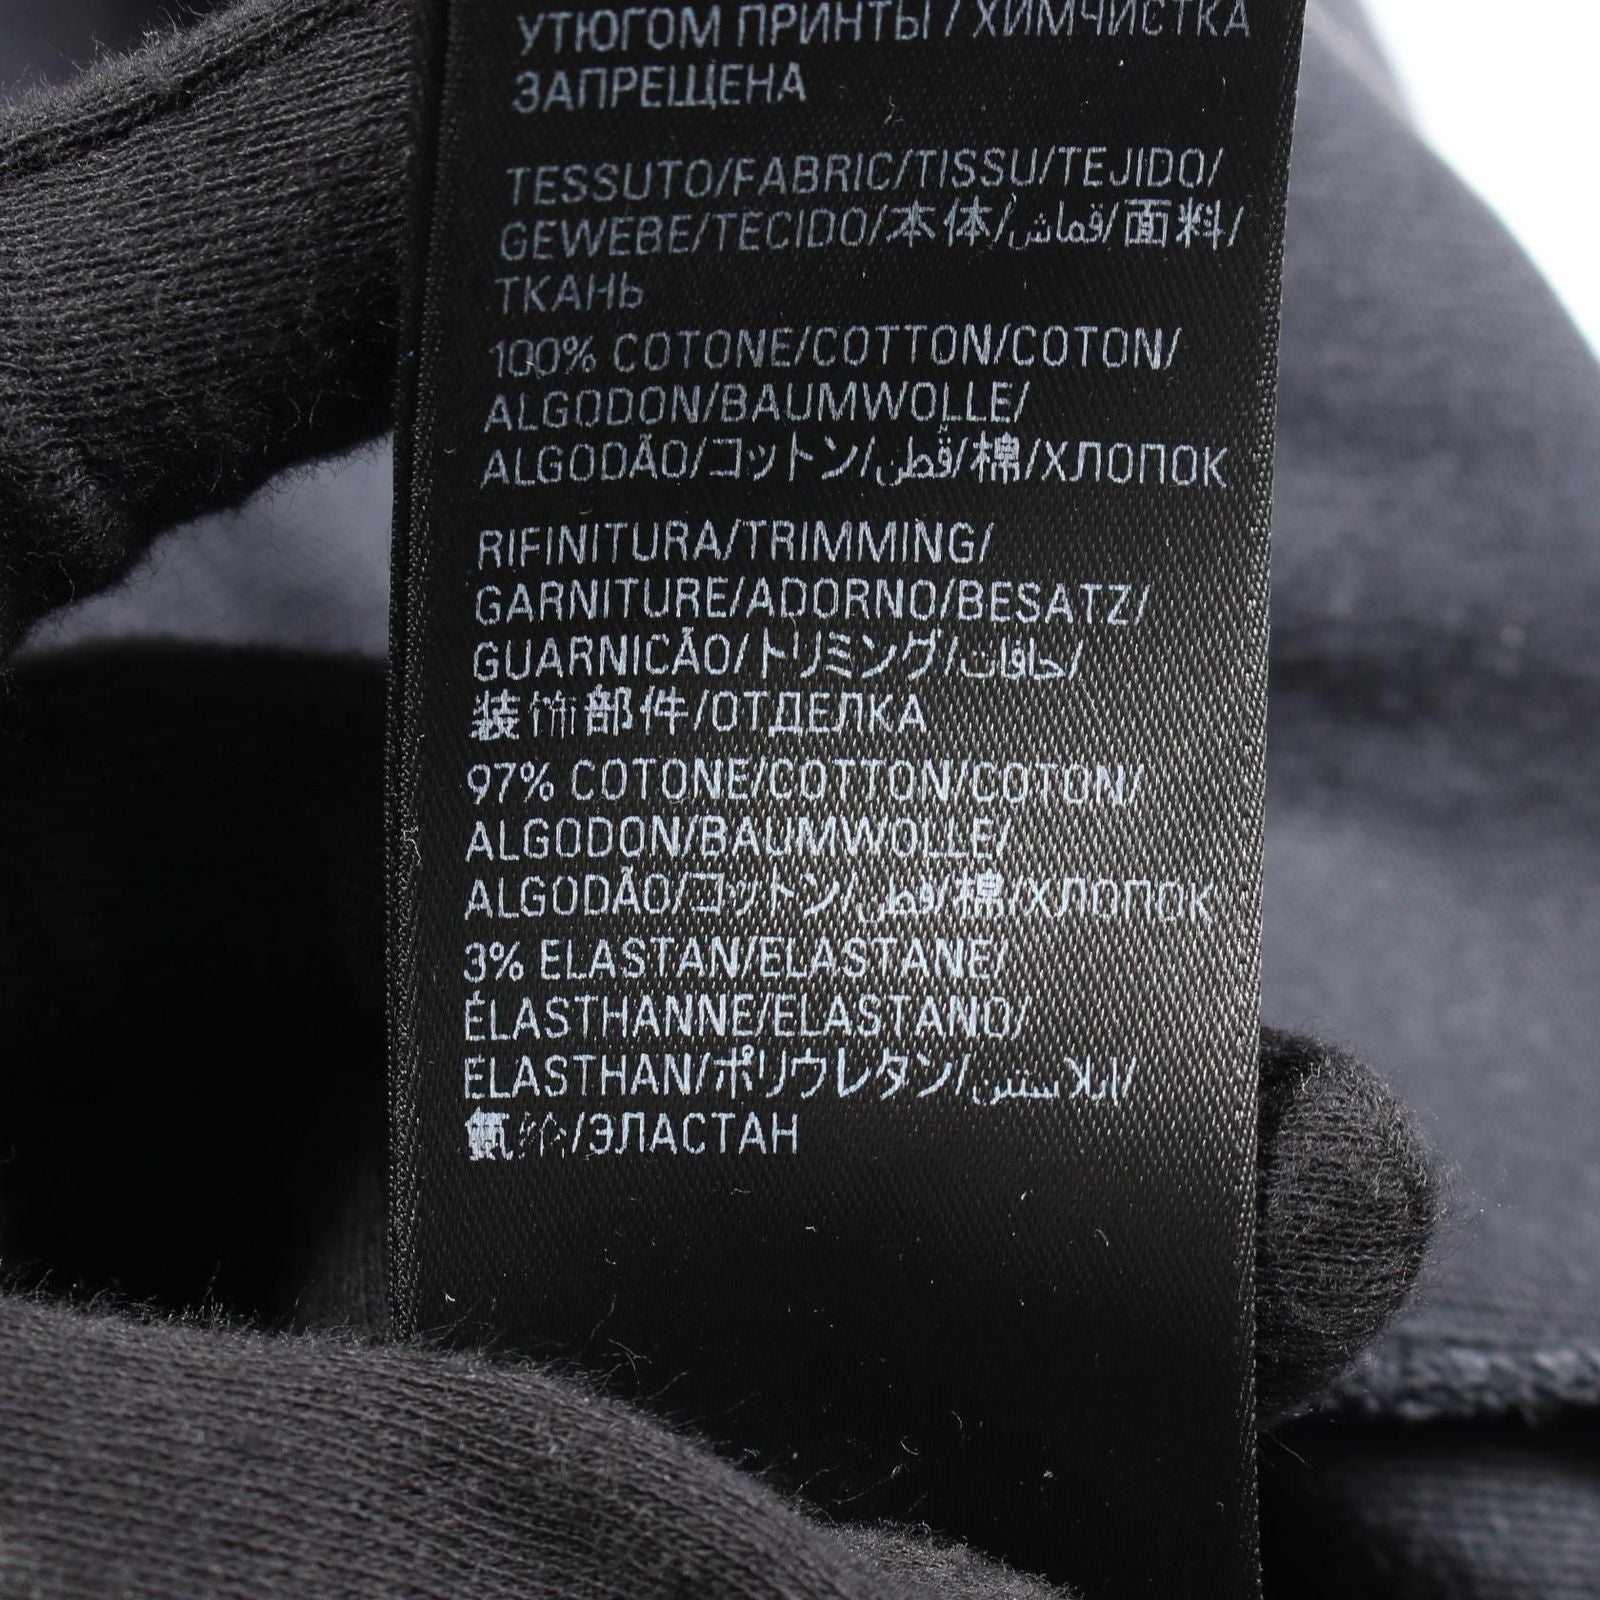 УТЮГОМ ПРИНТЫ / ХИМЧИСТКА
ЗАПРЕЩЕНА
TESSUTO/FABRIC/TISSU/TEJIDO/
GEWEBE/TECIDO/本体/قماش/面料/
ТКАНЬ
100% COTONE/COTTON/COTON/
ALGODON/BAUMWOLLE/
ALGODÃO/コットン/قطن/棉/ХЛОПОК
RIFINITURA/TRIMMING/
GARNITURE/ADORNO/BESATZ/
GUARNICÃO/トリミング/حافات/
装饰部件/ОТДЕЛКА
97% COTONE/COTTON/COTON/
ALGODON/BAUMWOLLE/
ALGODÃO/コットン/قطن/棉/ХЛОПОК
3% ELASTAN/ELASTANE/
ÉLASTHANNE/ELASTANO/
ELASTHAN/ポリウレタン/إيلاستين/
氨纶/ЭЛАСТАН